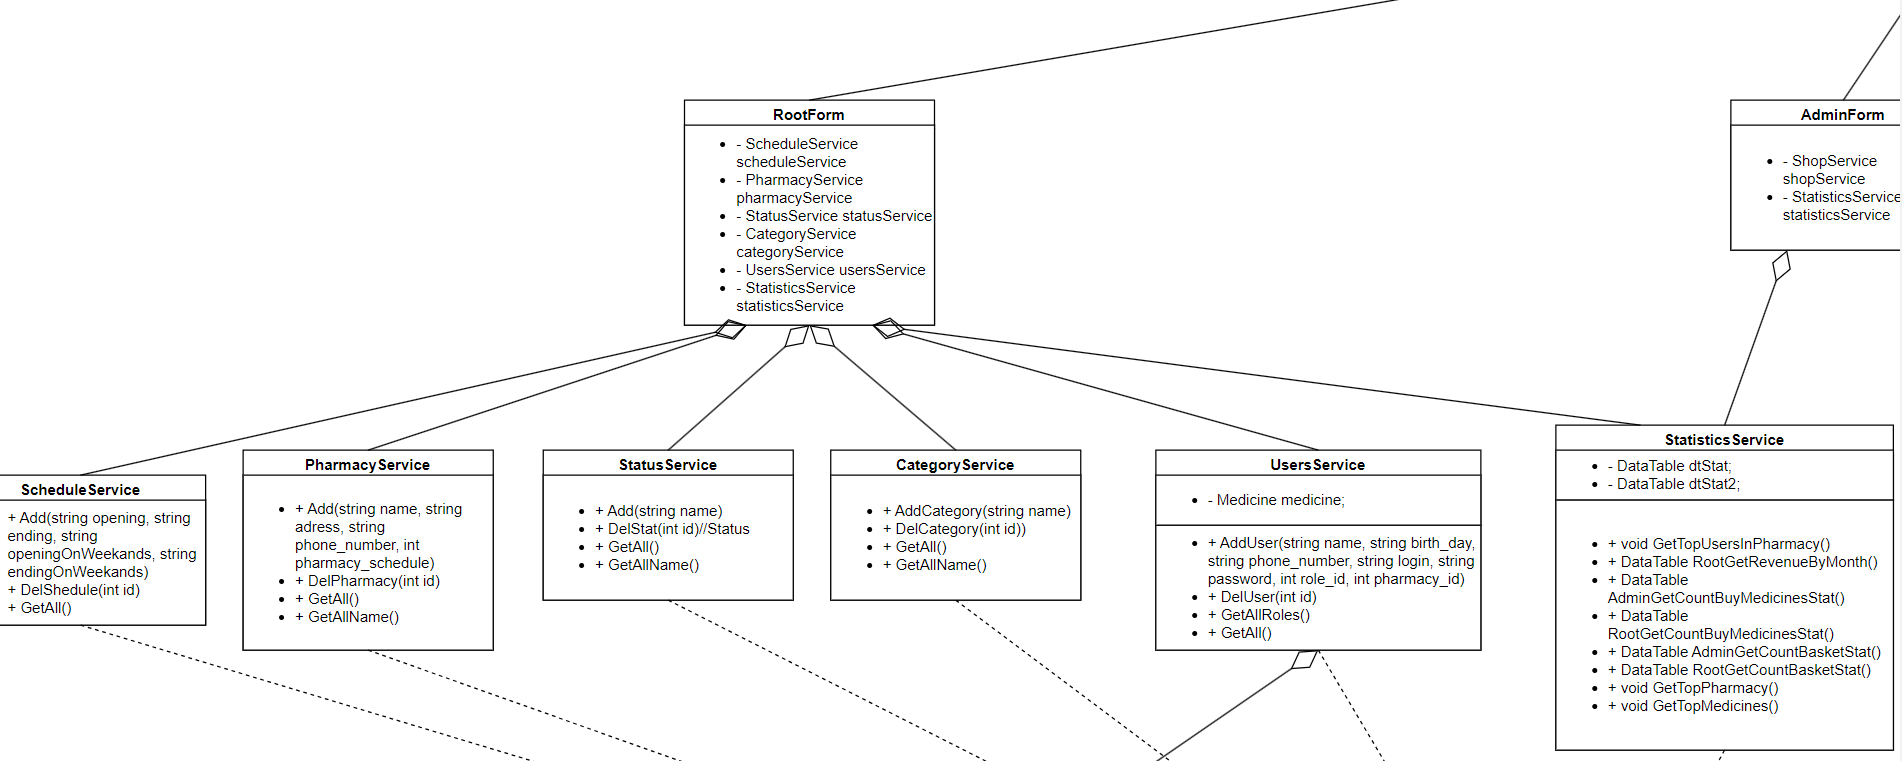 RootForm
- ScheduleService
scheduleService
- PharmacyService
pharmacyService
- StatusService statusService
- CategoryService
categoryService
- UsersService usersService
- StatisticsService
statisticsService
AdminForm
- ShopService
shopService
- StatisticsService
statisticsService
ScheduleService
+ Add(string opening, string
ending, string
openingOnWeekands, string
endingOnWeekands)
+ DelShedule(int id)
+ GetAll()
PharmacyService
+ Add(string name, string
adress, string
phone_number, int
pharmacy_schedule)
+ DelPharmacy(int id)
+ GetAll()
+ GetAllName()
StatusService
+ Add(string name)
+ DelStat(int id)//Status
+ GetAll()
+ GetAllName()
CategoryService
+ AddCategory(string name)
+ DelCategory(int id))
+ GetAll()
+ GetAllName()
UsersService
- Medicine medicine;
+ AddUser(string name, string birth_day,
string phone_number, string login, string
password, int role_id, int pharmacy_id)
+ DelUser(int id)
+ GetAllRoles()
+ GetAll()
StatisticsService
- DataTable dtStat;
- DataTable dtStat2;
+ void GetTopUsersInPharmacy()
+ DataTable RootGetRevenueByMonth()
+ DataTable
AdminGetCountBuyMedicinesStat()
+ DataTable
RootGetCountBuyMedicinesStat()
+ DataTable AdminGetCountBasketStat()
+ DataTable RootGetCountBasketStat()
+ void GetTopPharmacy()
+ void GetTopMedicines()